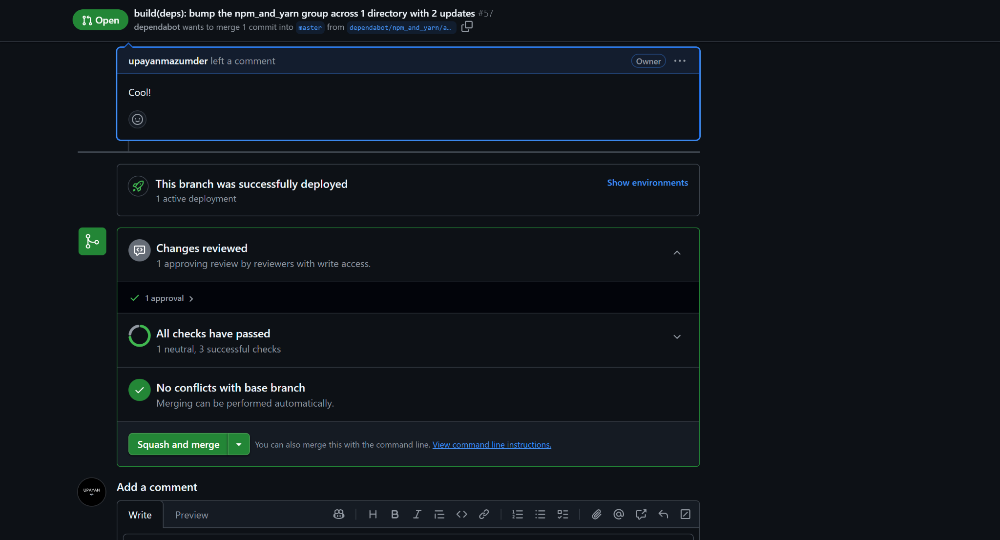 Open
build(deps): bump the npm_and_yarn group across 1 directory with 2 updates #57
dependabot wants to merge 1 commit into master from dependabot/npm_and_yarn/a…
upayanmazumder left a comment
Owner
Cool!
This branch was successfully deployed
Show environments
1 active deployment
Changes reviewed
1 approving review by reviewers with write access.
1 approval
All checks have passed
1 neutral, 3 successful checks
No conflicts with base branch
Merging can be performed automatically.
Squash and merge
You can also merge this with the command line. View command line instructions.
UPAYAN
</>
Add a comment
Write
Preview